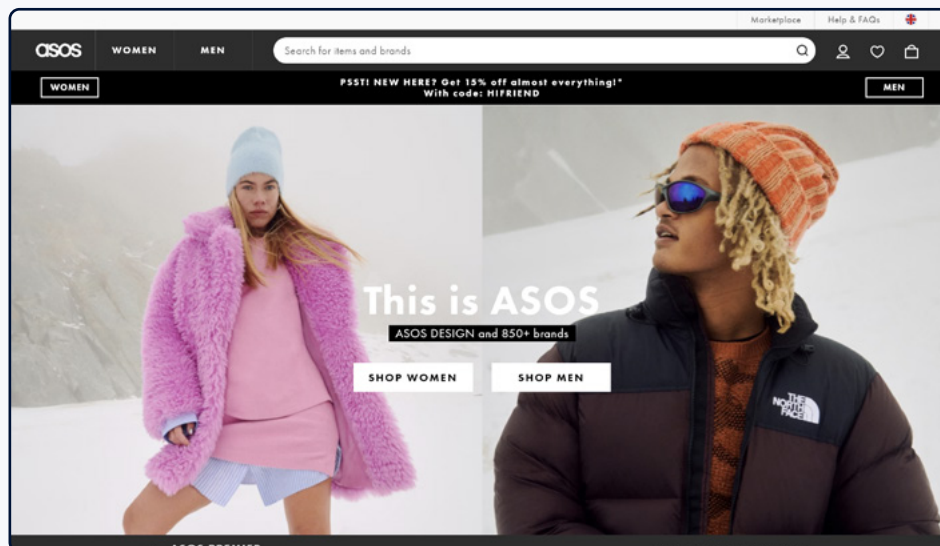 Marketplace
Help & FAQs
asos
WOMEN
MEN
Search for items and brands
WOMEN
PSST! NEW HERE? Get 15% off almost everything!*
With code: HIFRIEND
MEN
This is ASOS
ASOS DESIGN and 850+ brands
SHOP WOMEN
SHOP MEN
THE
NORTH
FACE
ASOS PREMIER